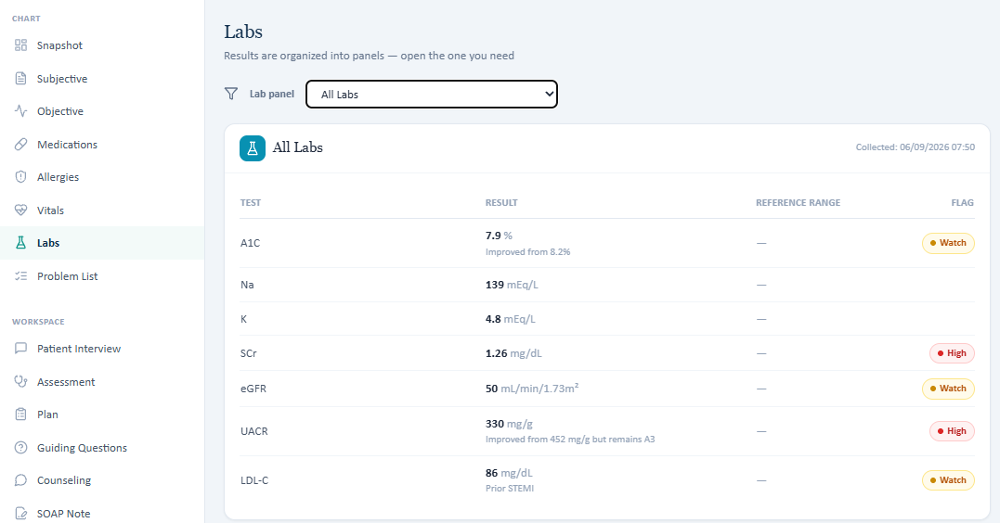 CHART
Snapshot
Subjective
Objective
Medications
Allergies
Vitals
Labs
Problem List
WORKSPACE
Patient Interview
Assessment
Plan
Guiding Questions
Counseling
SOAP Note
Labs
Results are organized into panels — open the one you need
Lab panel All Labs
All Labs Collected: 06/09/2026 07:50
TEST RESULT REFERENCE RANGE FLAG
A1C 7.9 % — Watch
Improved from 8.2%
Na 139 mEq/L —
K 4.8 mEq/L —
SCr 1.26 mg/dL — High
eGFR 50 mL/min/1.73m² — Watch
UACR 330 mg/g — High
Improved from 452 mg/g but remains A3
LDL-C 86 mg/dL — Watch
Prior STEMI